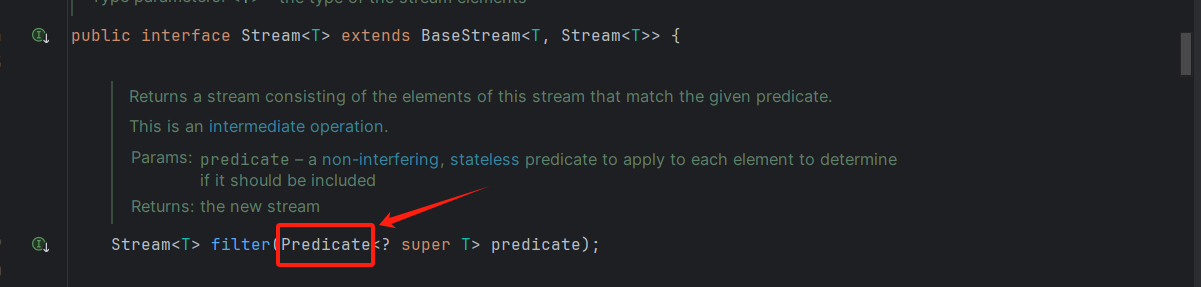 Type parameters: <T> – the type of the stream elements
public interface Stream<T> extends BaseStream<T, Stream<T>> {
Returns a stream consisting of the elements of this stream that match the given predicate.
This is an intermediate operation.
Params: predicate – a non-interfering, stateless predicate to apply to each element to determine
if it should be included
Returns: the new stream
Stream<T> filter(Predicate<? super T> predicate);